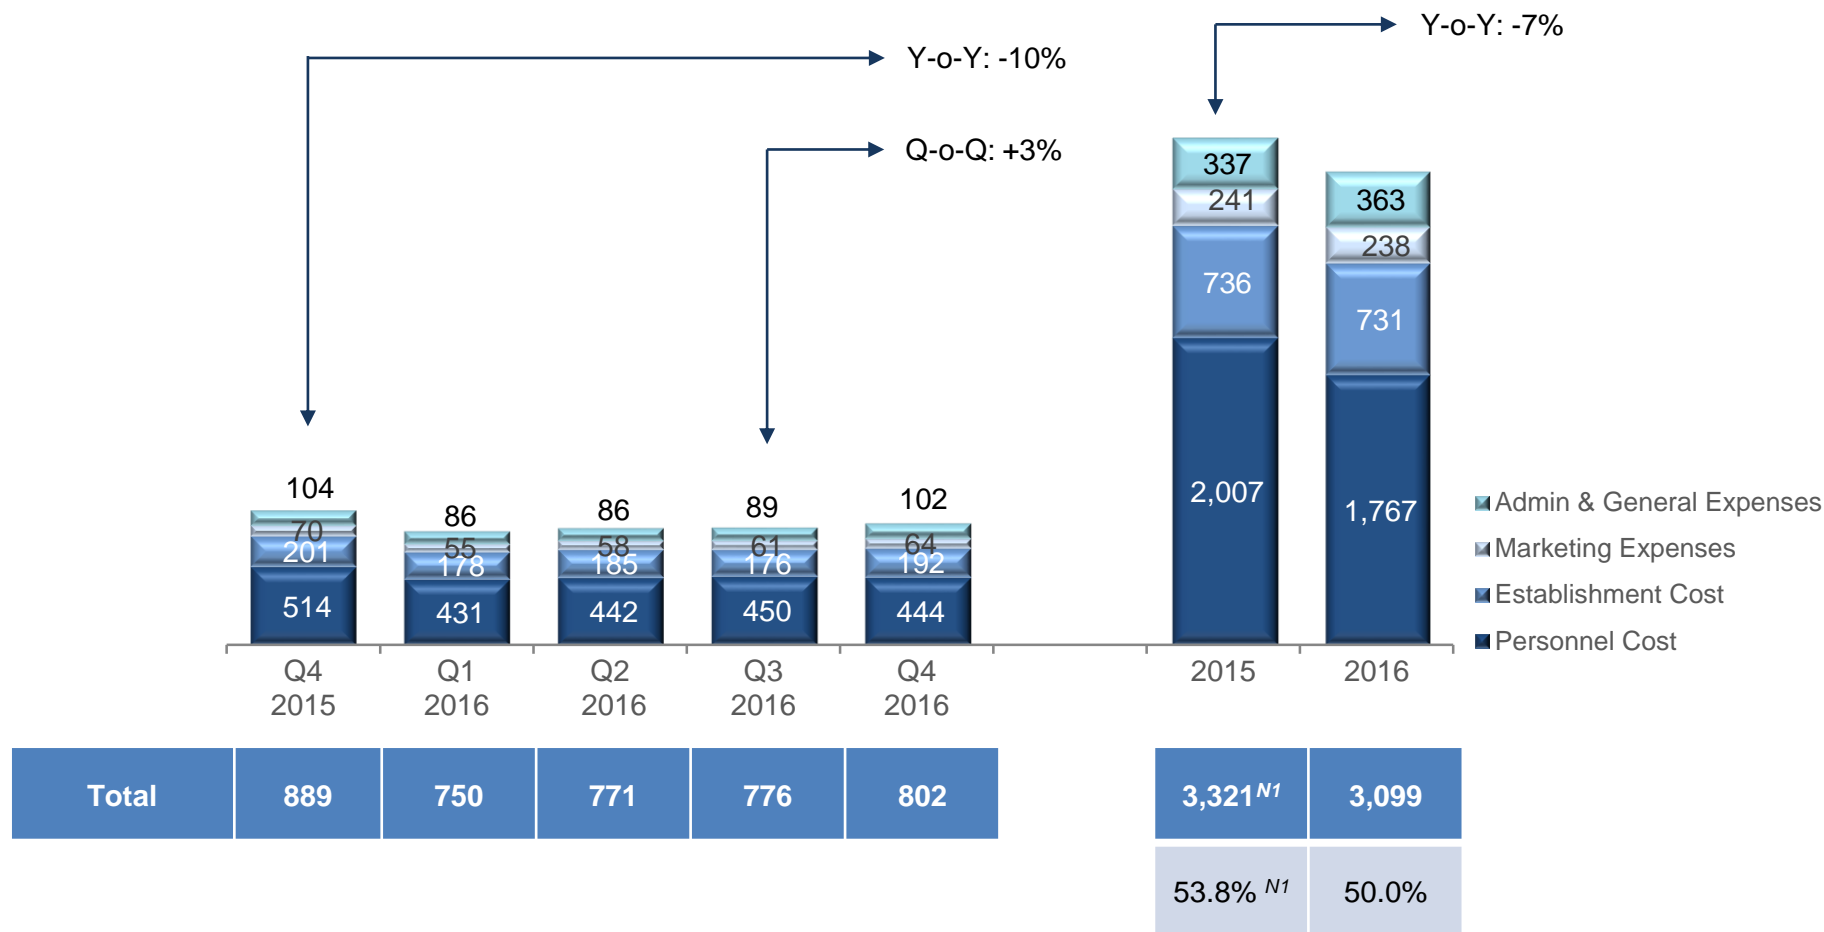 Y-o-Y: -7%
Y-o-Y: -10%
Q-o-Q: +3%
337
241
736
2,007
363
238
731
1,767
104
70
201
514
86
55
178
431
86
58
185
442
89
61
176
450
102
64
192
444
Admin & General Expenses
Marketing Expenses
Establishment Cost
Personnel Cost
Q4 Q1 Q2 Q3 Q4 2015 2016
2015 2016 2016 2016 2016
Total 889 750 771 776 802 3,321 N1 3,099
53.8% N1 50.0%